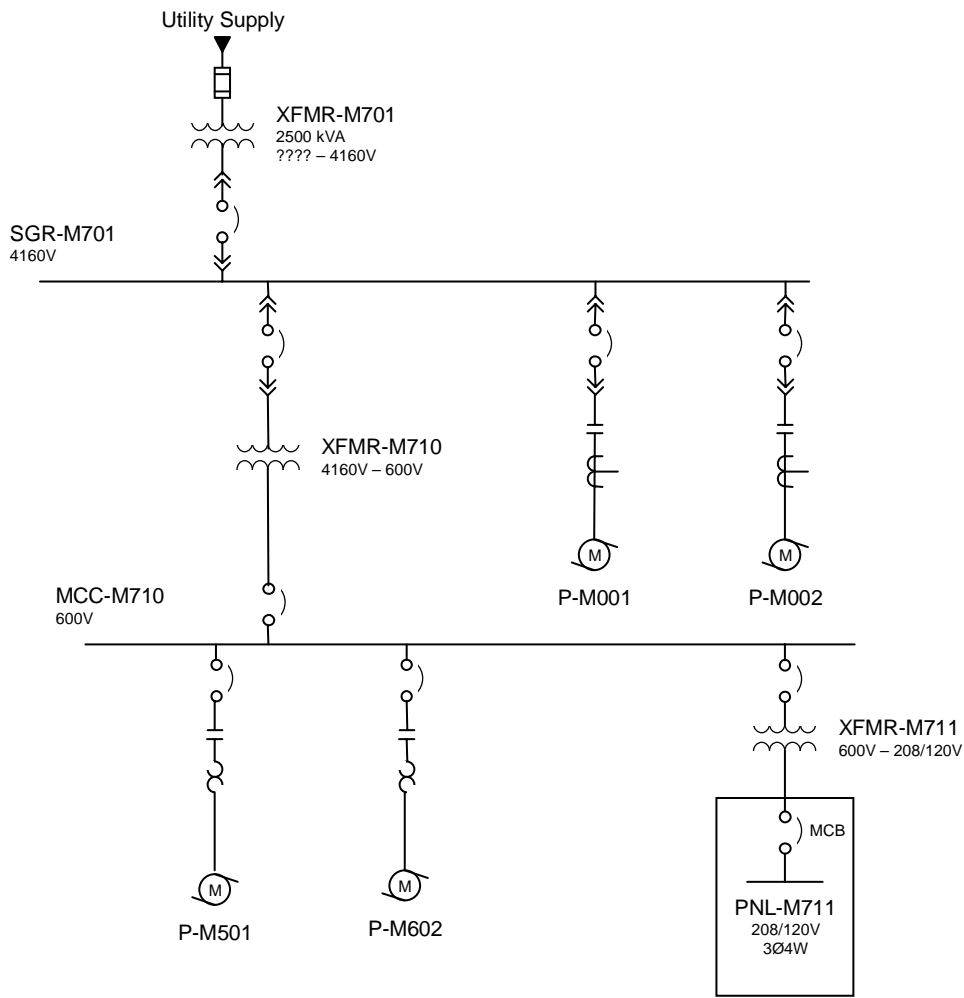 Utility Supply
XFMR-M701
2500 kVA
???? – 4160V
SGR-M701
4160V
XFMR-M710
4160V – 600V
M
M
P-M001
P-M002
MCC-M710
600V
XFMR-M711
600V – 208/120V
MCB
M
M
P-M501
P-M602
PNL-M711
208/120V
3Ø4W